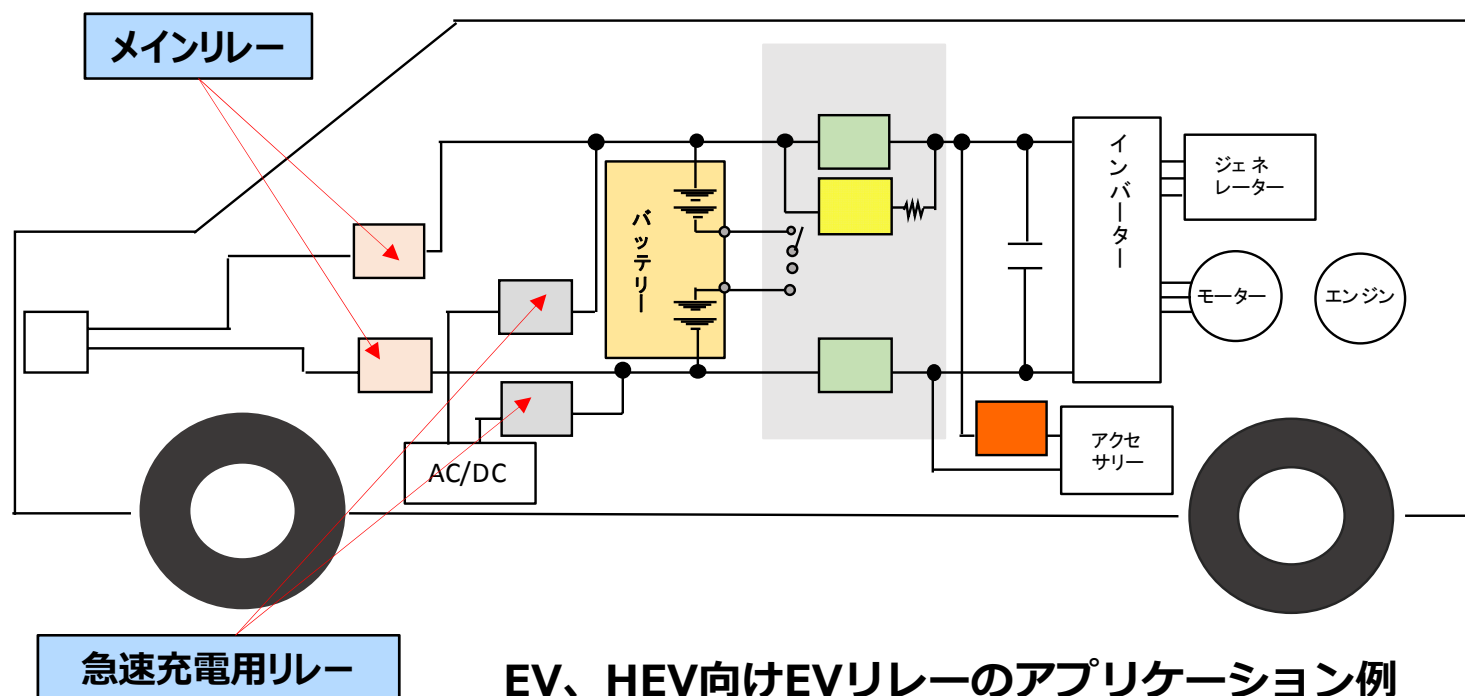 メインリレー
バッテリー
インバーター
ジェネ
レーター
モーター
エンジン
アクセ
サリー
AC/DC
急速充電用リレー
EV、HEV向けEVリレーのアプリケーション例